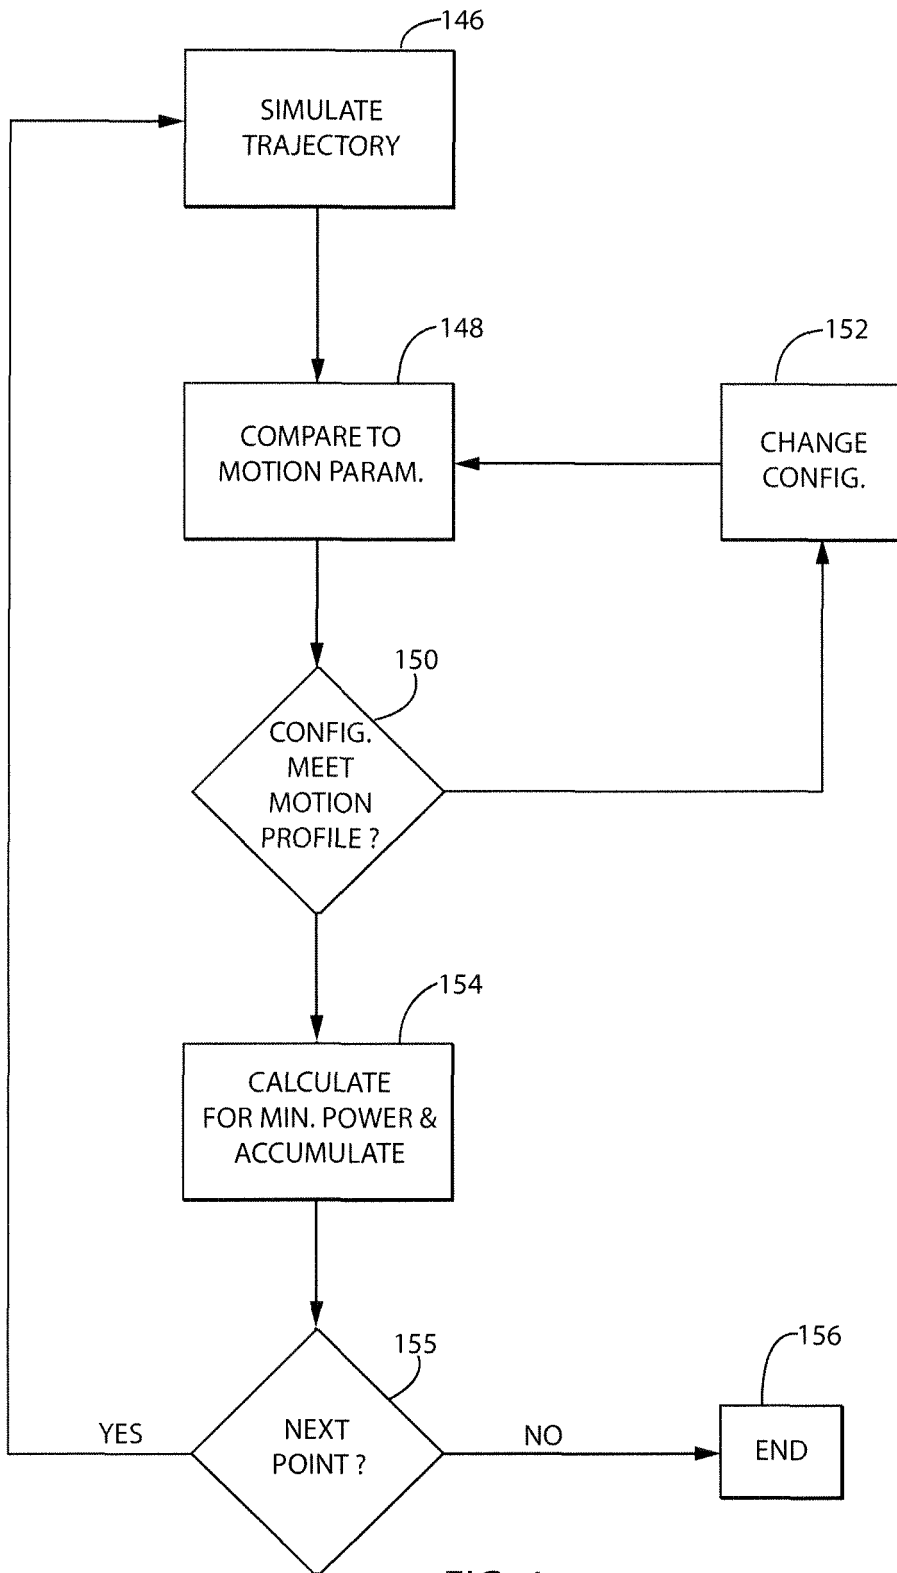 146
SIMULATE
TRAJECTORY
148
COMPARE TO
MOTION PARAM.
152
CHANGE
CONFIG.
150
CONFIG.
MEET
MOTION
PROFILE ?
154
CALCULATE
FOR MIN. POWER &
ACCUMULATE
155
NEXT
POINT ?
YES
NO
156
END